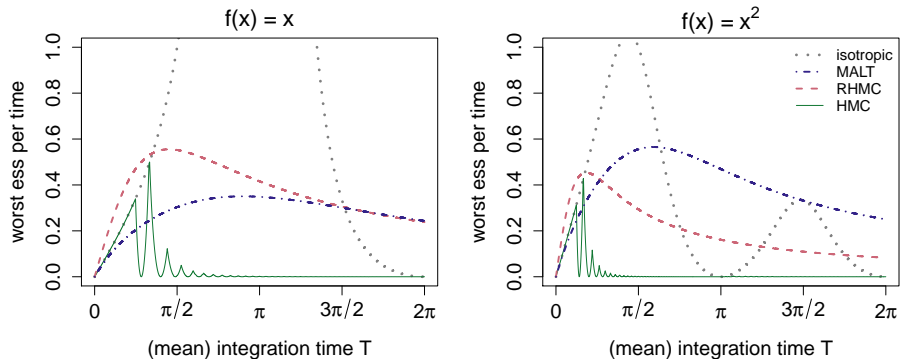 f(x) = x
worst ess per time
1.0
0.8
0.6
0.4
0.2
0.0
0
π/2
π
3π/2
2π
(mean) integration time T
f(x) = x²
worst ess per time
1.0
0.8
0.6
0.4
0.2
0.0
isotropic
MALT
RHMC
HMC
0
π/2
π
3π/2
2π
(mean) integration time T